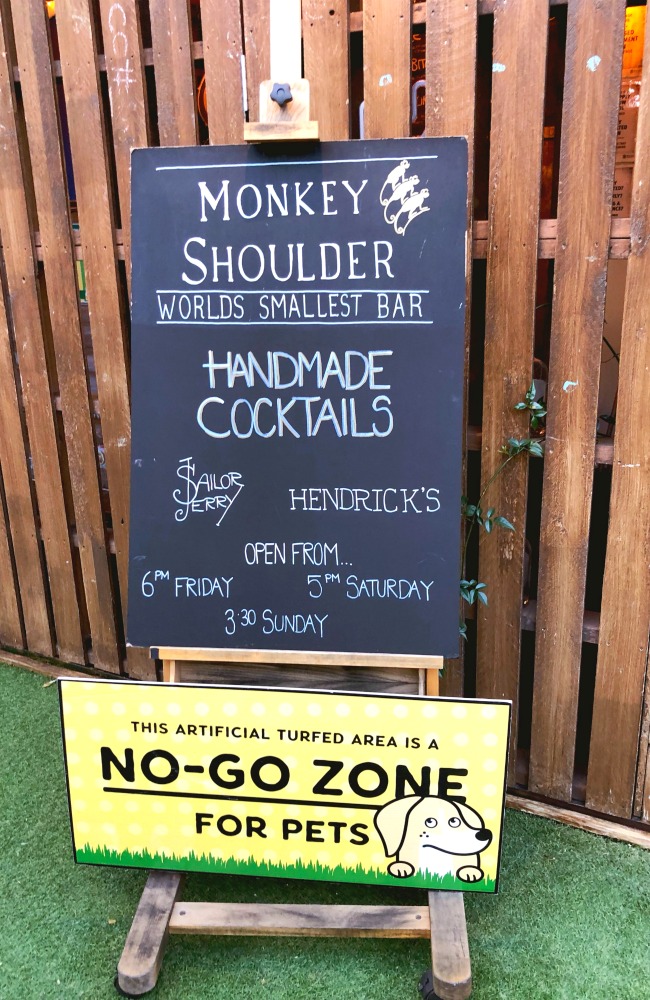 MONKEY
SHOULDER
WORLDS SMALLEST BAR
HANDMADE
COCKTAILS
SAILOR
JERRY
HENDRICK'S
OPEN FROM...
6PM FRIDAY 5PM SATURDAY
3·30 SUNDAY
THIS ARTIFICIAL TURFED AREA IS A
NO-GO ZONE
FOR PETS